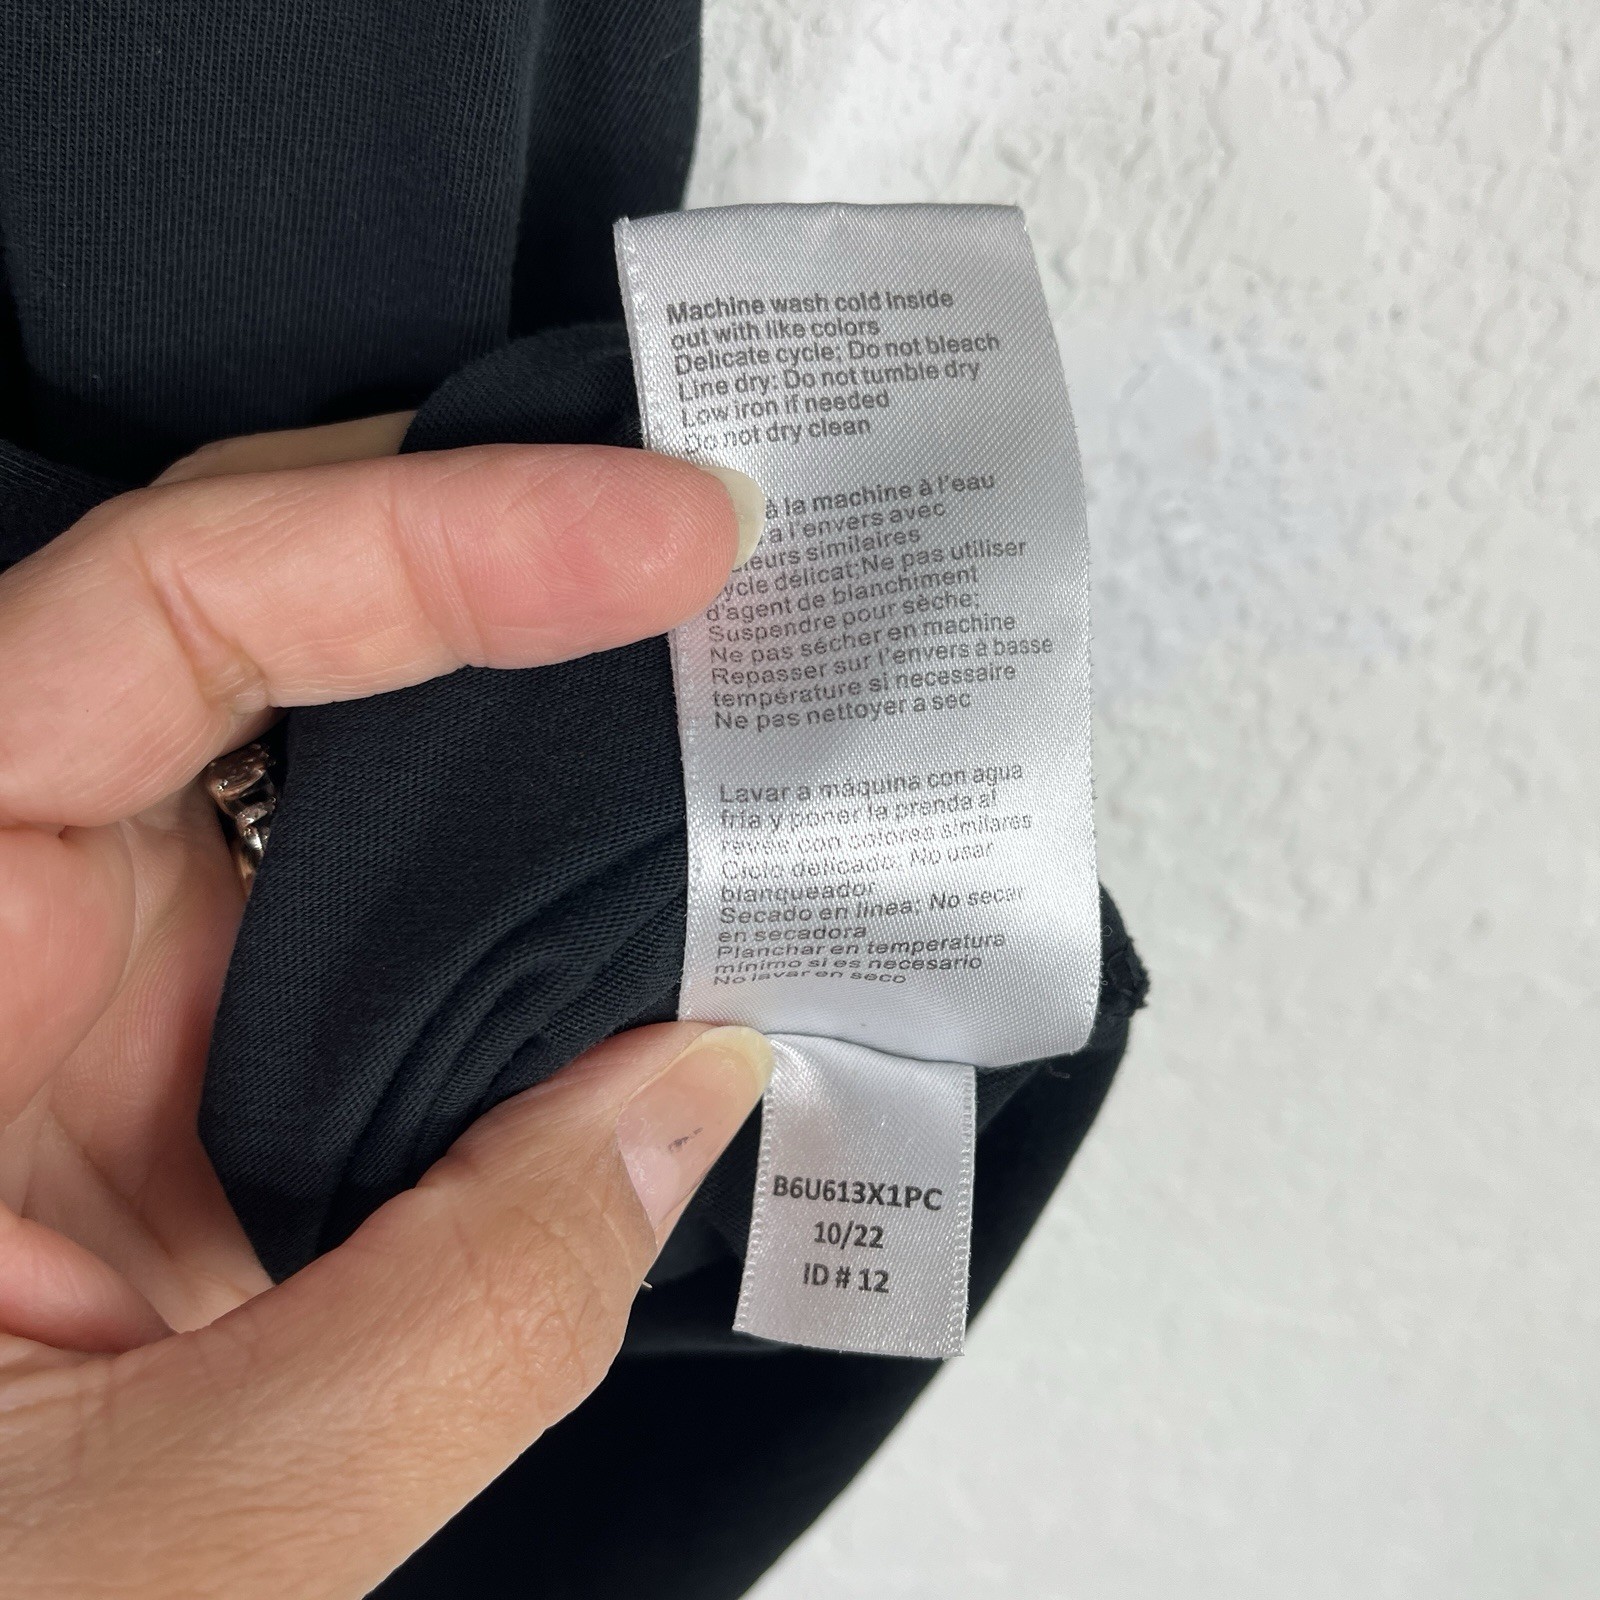 Machine wash cold Inside
out with like colors
Delicate cycle; Do not bleach
Line dry; Do not tumble dry
Low iron if needed
Do not dry clean
à la machine à l'eau
a l'envers avec
similaires
délicat;Ne pas utiliser
d'agent de blanchiment
Suspendre pour sèche;
Ne pas sécher en machine
Repasser sur l'envers à basse
température si necessaire
Ne pas nettoyer a sec
Lavar a máquina con agua
fría y poner la prenda al
revés con colores similares
Ciclo delicado; No usar
blanqueador
Secado en línea; No secar
en secadora
Planchar en temperatura
mínimo si es necesario
No lavar en seco
B6U613X1PC
10/22
ID # 12